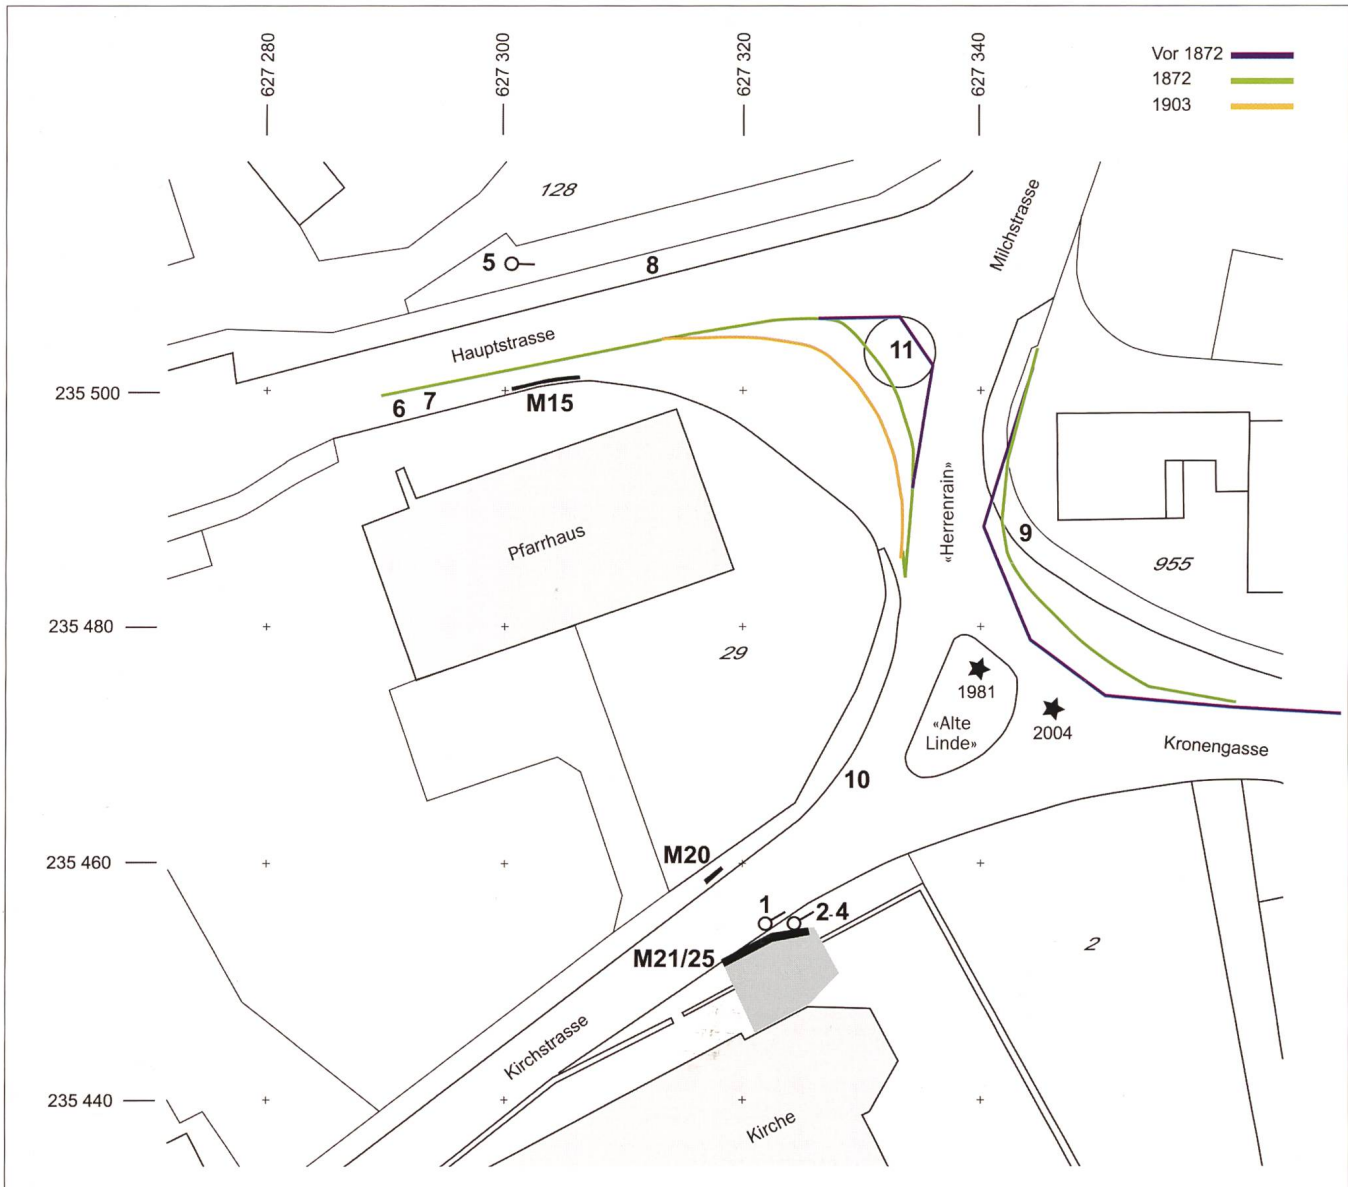 627 280
627 300
627 320
627 340
Vor 1872
1872
1903
128
Milchstrasse
5
8
Hauptstrasse
11
235 500
6 7
M15
«Herrenrain»
Pfarrhaus
9
955
235 480
29
1981
«Alte
Linde»
2004
Kronengasse
10
235 460
M20
1
2-4
M21/25
2
Kirchstrasse
235 440
Kirche